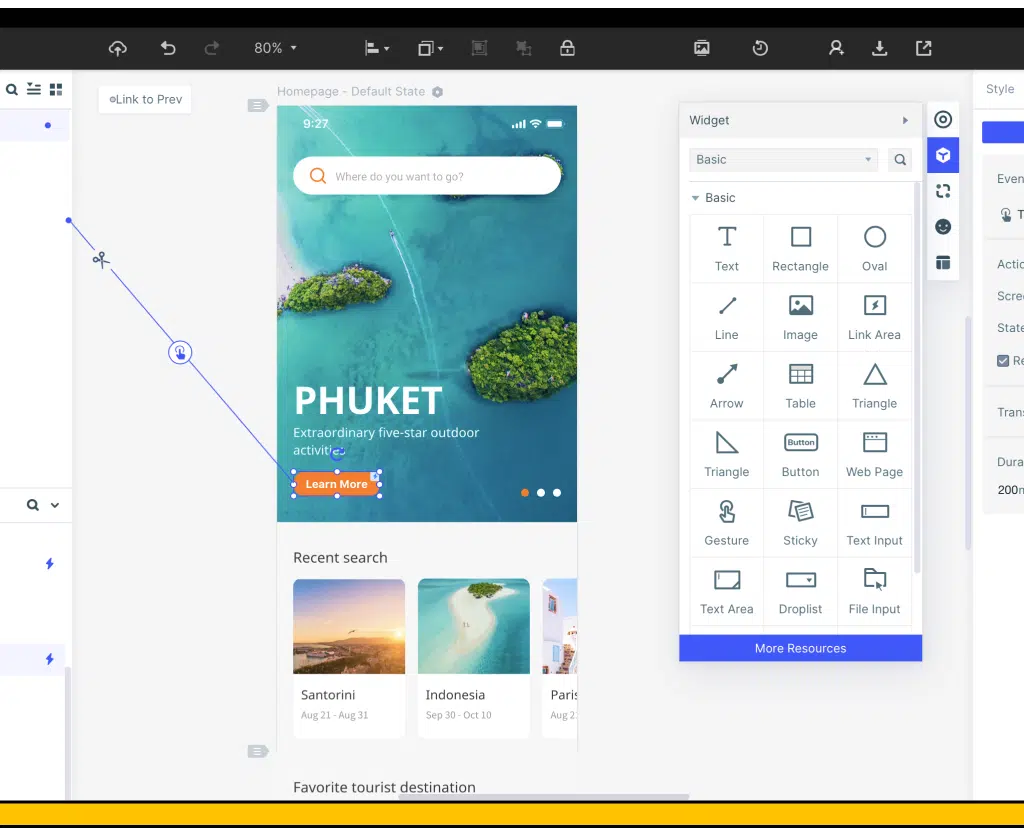 80%
Link to Prev
Homepage - Default State
Style
9:27
Widget
Where do you want to go?
Basic
Even
Basic
T
Text
Rectangle
Oval
Actio
Scree
Line
Image
Link Area
State
Re
PHUKET
Arrow
Table
Triangle
Trans
Extraordinary five-star outdoor
activities
Button
Triangle
Button
Web Page
Dura
Learn More
200m
Gesture
Sticky
Text Input
Recent search
Text Area
Droplist
File Input
More Resources
Santorini
Indonesia
Paris
Aug 21 - Aug 31
Sep 30 - Oct 10
Aug 2
Favorite tourist destination